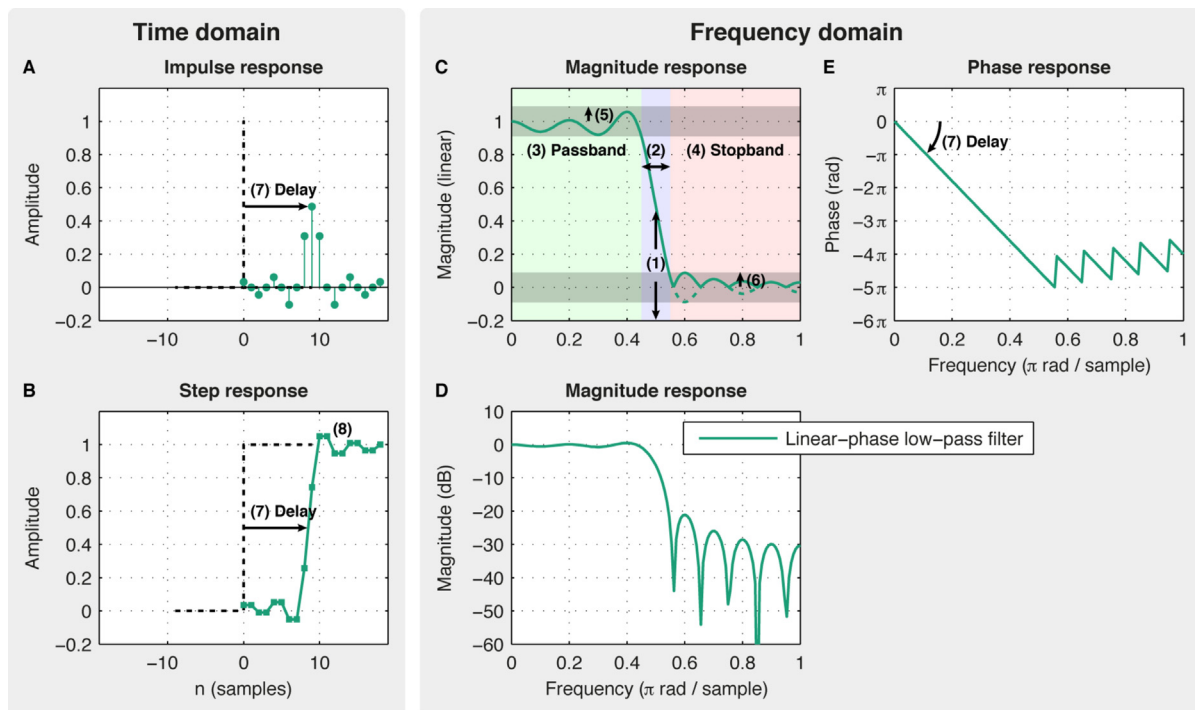 Time domain
A Impulse response
Amplitude
1
0.8
0.6
0.4
0.2
0
−0.2
(7) Delay
−10 0 10
B Step response
Amplitude
1
0.8
0.6
0.4
0.2
0
−0.2
(8)
(7) Delay
−10 0 10
n (samples)
Frequency domain
C Magnitude response
Magnitude (linear)
1
0.8
0.6
0.4
0.2
0
−0.2
(5)
(3) Passband (2) (4) Stopband
(1)
(6)
0 0.2 0.4 0.6 0.8 1
E Phase response
Phase (rad)
π
0
−π
−2 π
−3 π
−4 π
−5 π
−6 π
(7) Delay
0 0.2 0.4 0.6 0.8 1
Frequency (π rad / sample)
D Magnitude response
Magnitude (dB)
10
0
−10
−20
−30
−40
−50
−60
Linear−phase low−pass filter
0 0.2 0.4 0.6 0.8 1
Frequency (π rad / sample)